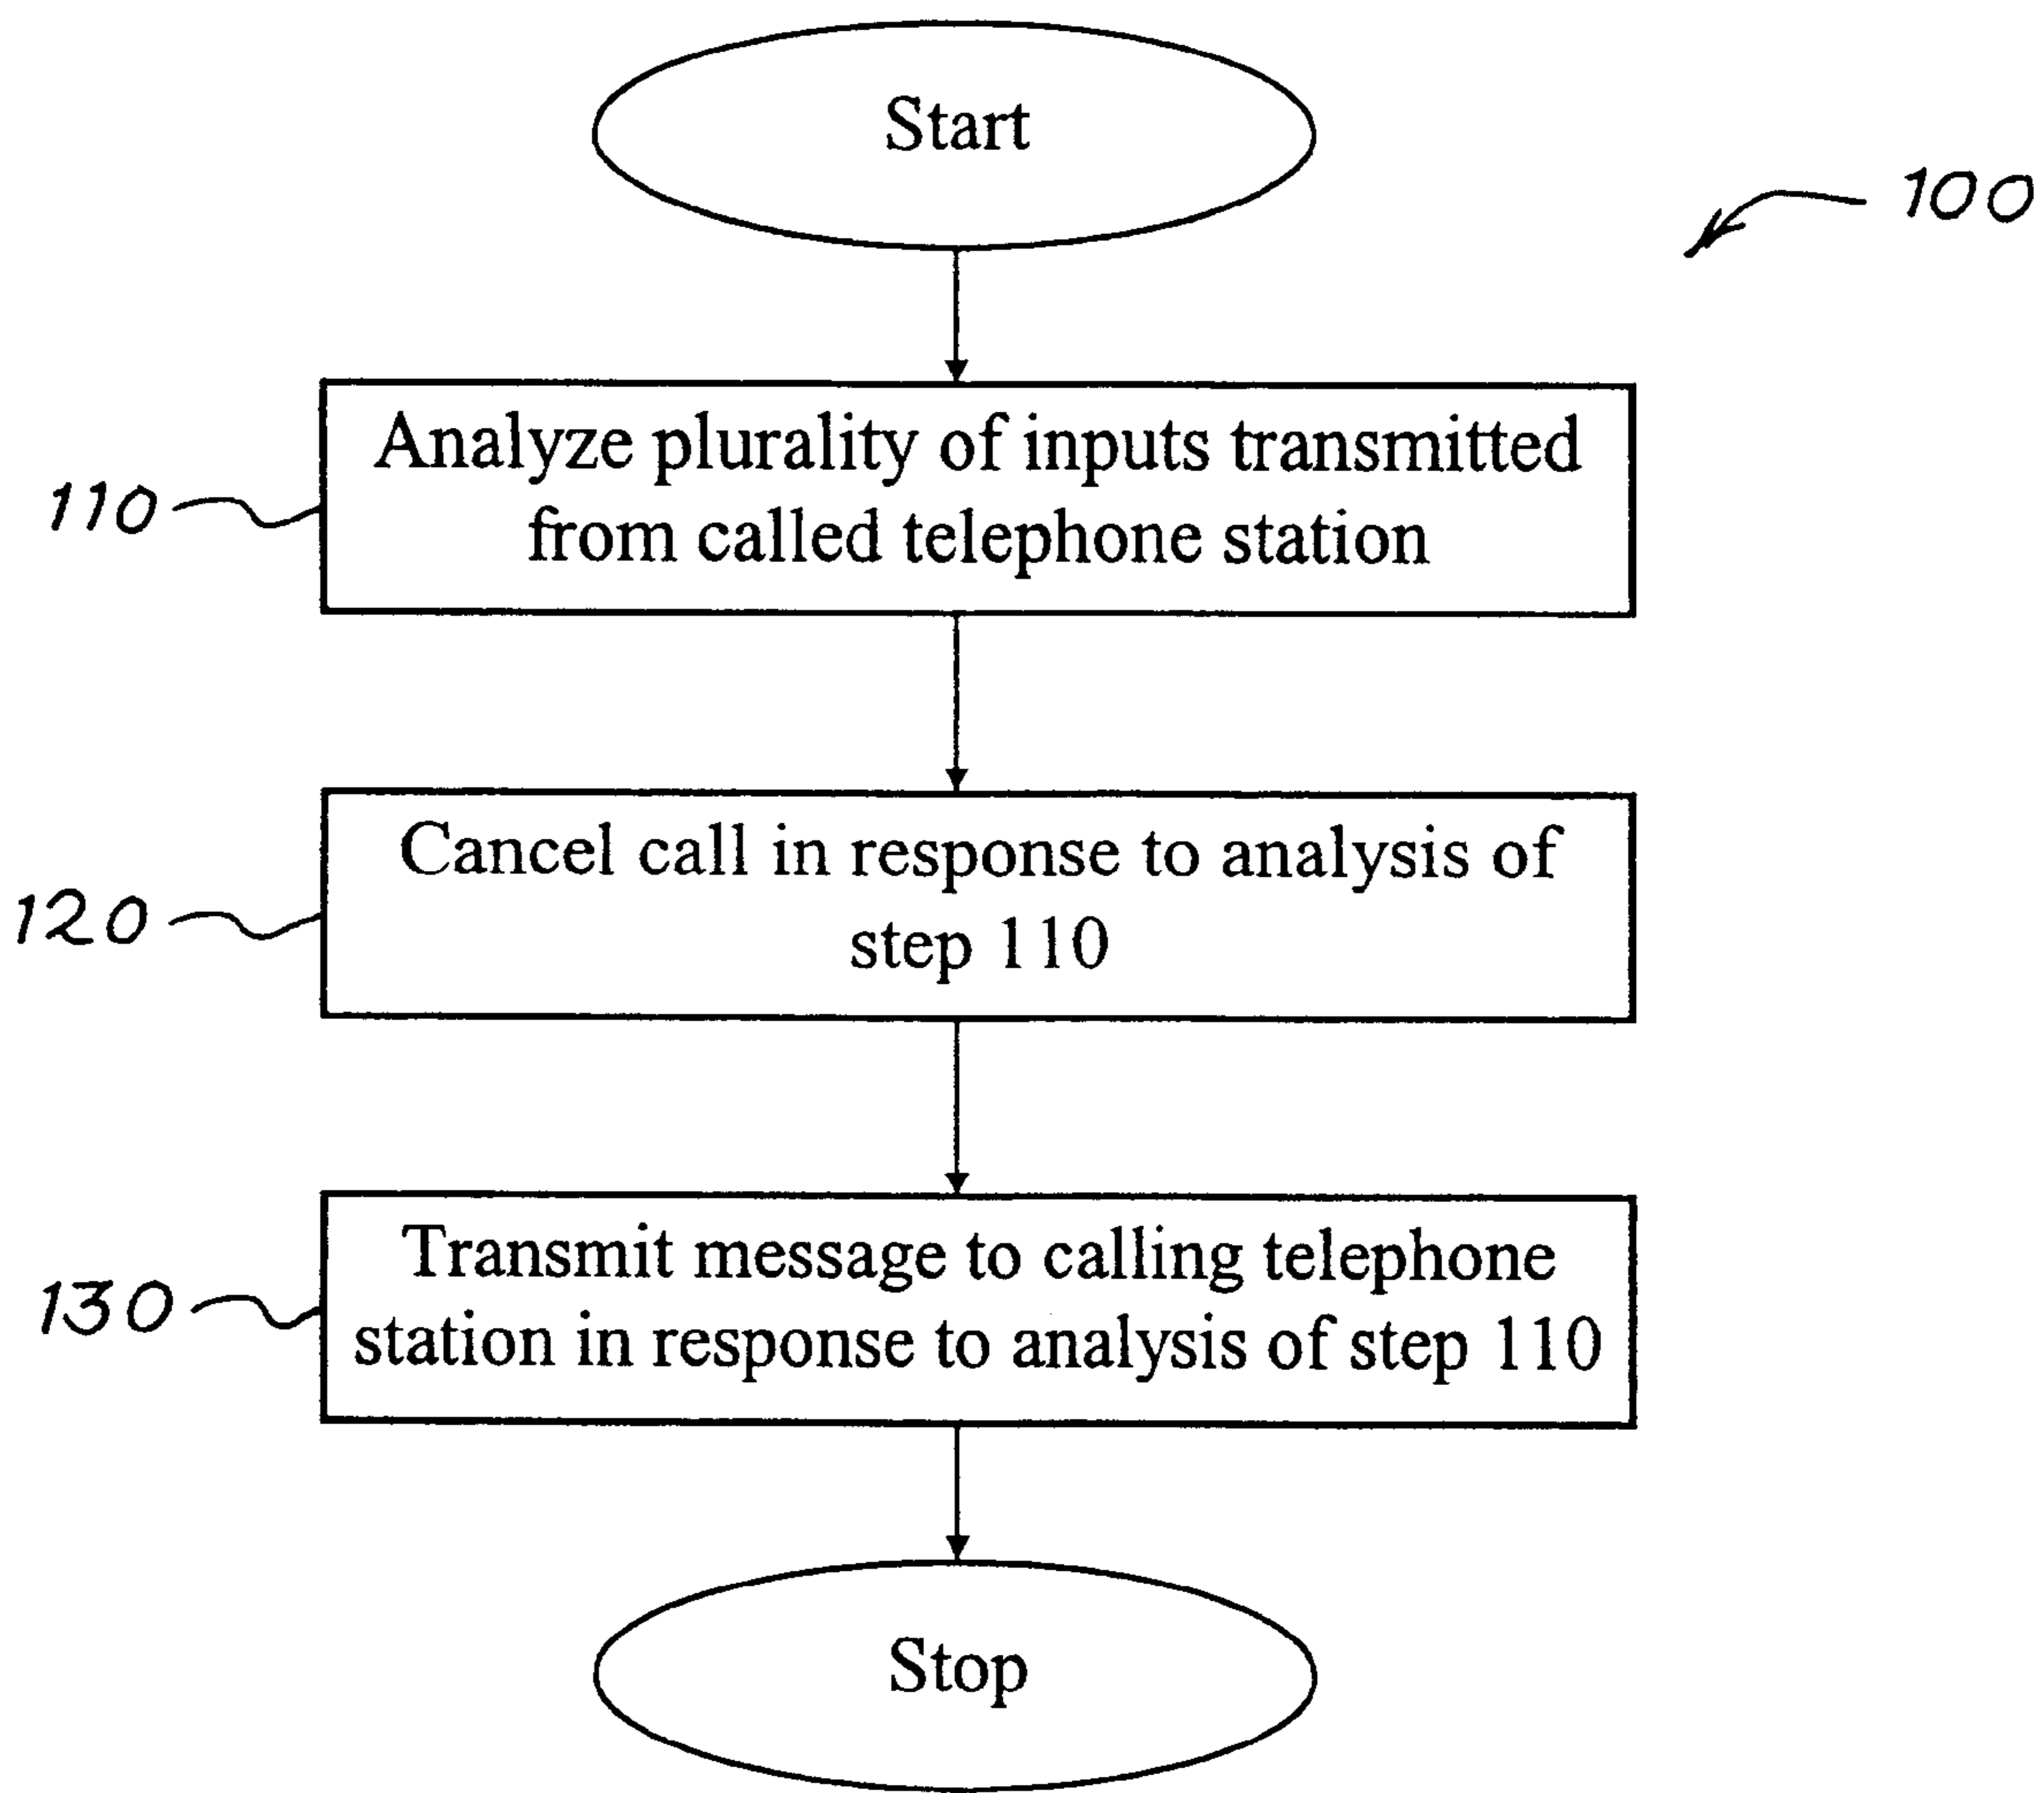 Start
100
Analyze plurality of inputs transmitted
from called telephone station
110
Cancel call in response to analysis of
step 110
120
Transmit message to calling telephone
station in response to analysis of step 110
130
Stop